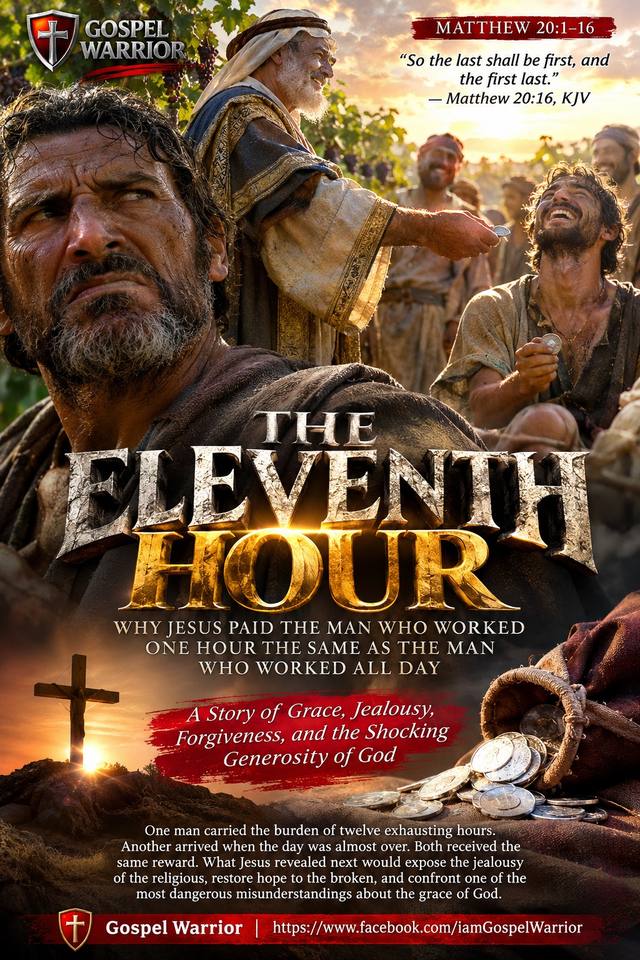 GOSPEL
WARRIOR
MATTHEW 20:1–16
“So the last shall be first, and
the first last.”
— Matthew 20:16, KJV
THE
ELEVENTH
HOUR
WHY JESUS PAID THE MAN WHO WORKED
ONE HOUR THE SAME AS THE MAN
WHO WORKED ALL DAY
A Story of Grace, Jealousy,
Forgiveness, and the Shocking
Generosity of God
One man carried the burden of twelve exhausting hours.
Another arrived when the day was almost over. Both received the
same reward. What Jesus revealed next would expose the jealousy
of the religious, restore hope to the broken, and confront one of the
most dangerous misunderstandings about the grace of God.
Gospel Warrior | https://www.facebook.com/iamGospelWarrior